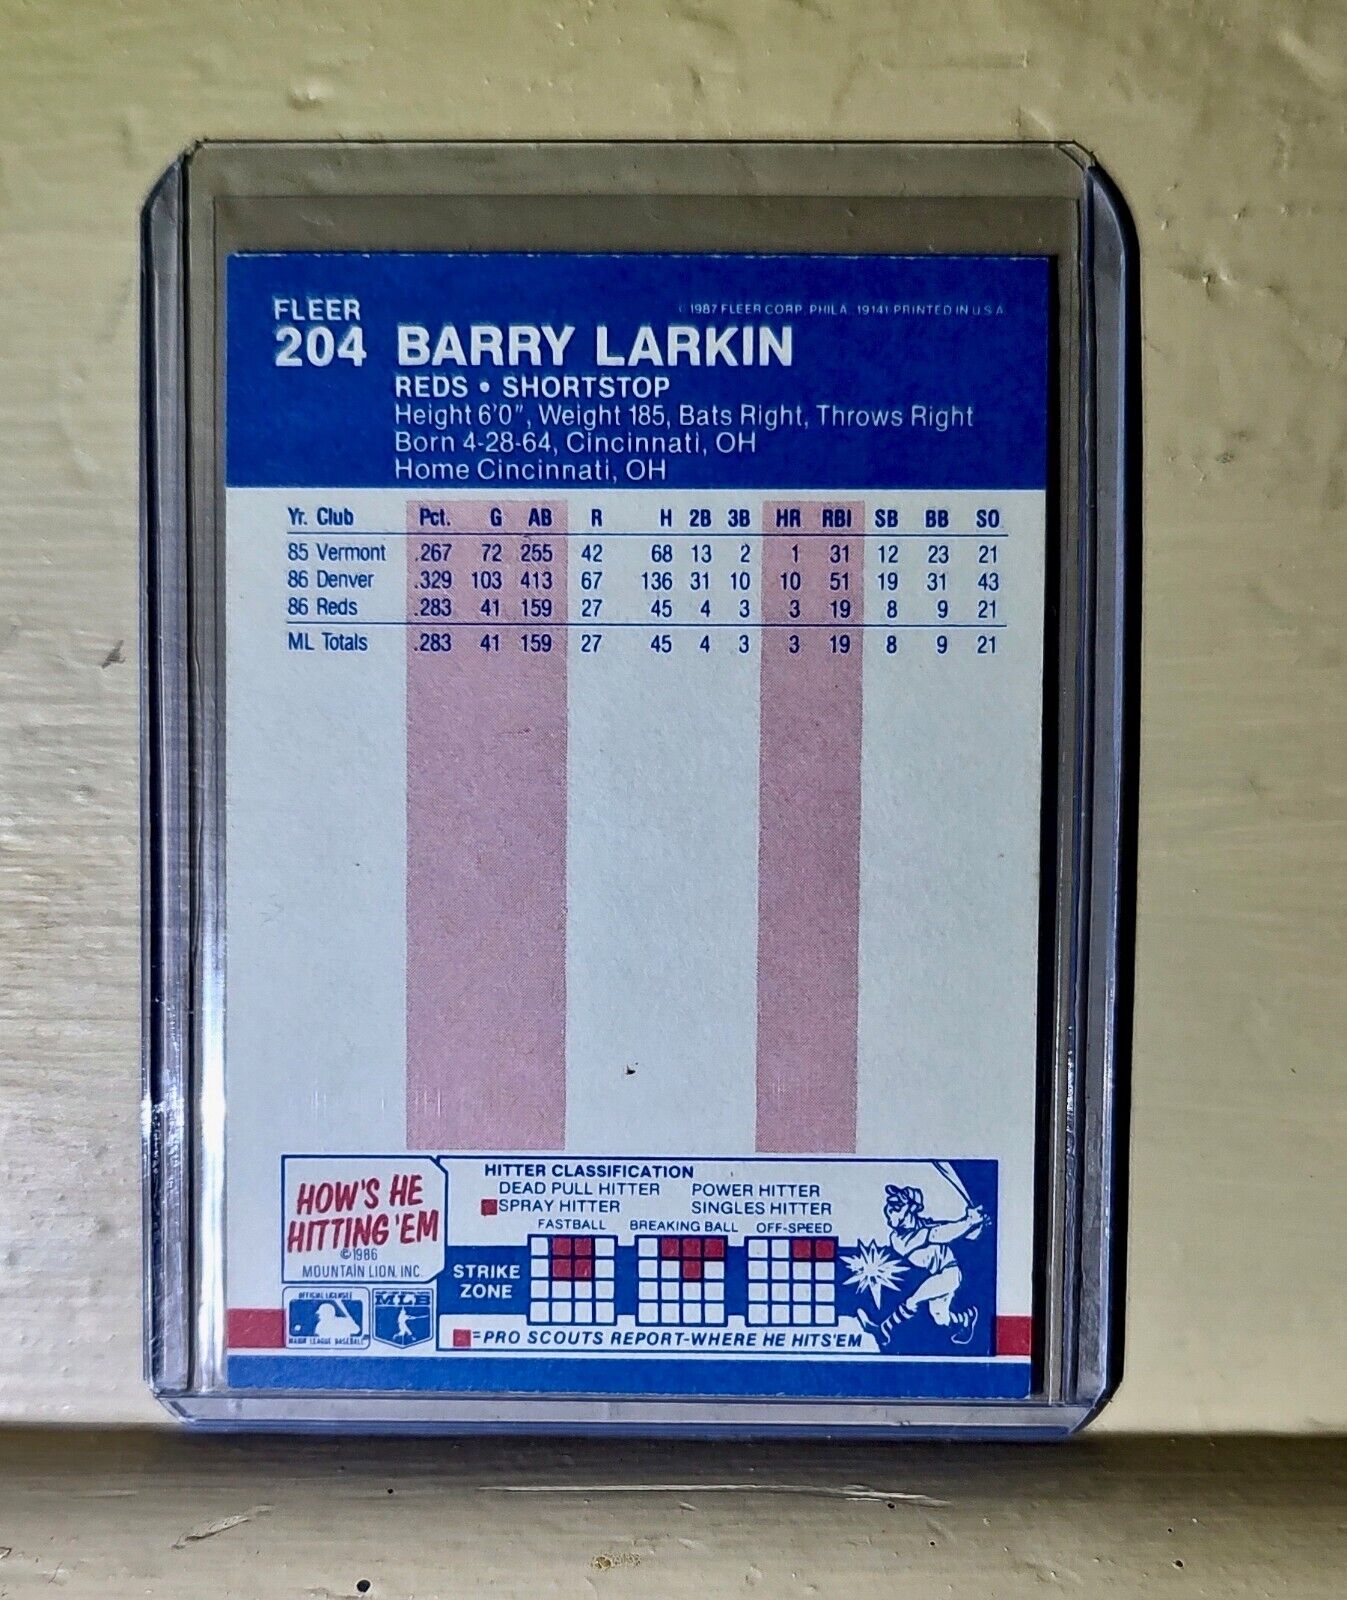 FLEER
© 1987 FLEER CORP. PHILA. 19141 PRINTED IN U.S.A.
204 BARRY LARKIN
REDS • SHORTSTOP
Height 6'0", Weight 185, Bats Right, Throws Right
Born 4-28-64, Cincinnati, OH
Home Cincinnati, OH
Yr. Club Pct. G AB R H 2B 3B HR RBI SB BB SO
85 Vermont .267 72 255 42 68 13 2 1 31 12 23 21
86 Denver .329 103 413 67 136 31 10 10 51 19 31 43
86 Reds .283 41 159 27 45 4 3 3 19 8 9 21
ML Totals .283 41 159 27 45 4 3 3 19 8 9 21
HOW'S HE
HITTING 'EM
©1986
MOUNTAIN LION, INC.
HITTER CLASSIFICATION
DEAD PULL HITTER POWER HITTER
SPRAY HITTER SINGLES HITTER
FASTBALL BREAKING BALL OFF-SPEED
STRIKE
ZONE
=PRO SCOUTS REPORT-WHERE HE HITS 'EM
OFFICIAL LICENSEE
MAJOR LEAGUE BASEBALL
MLB